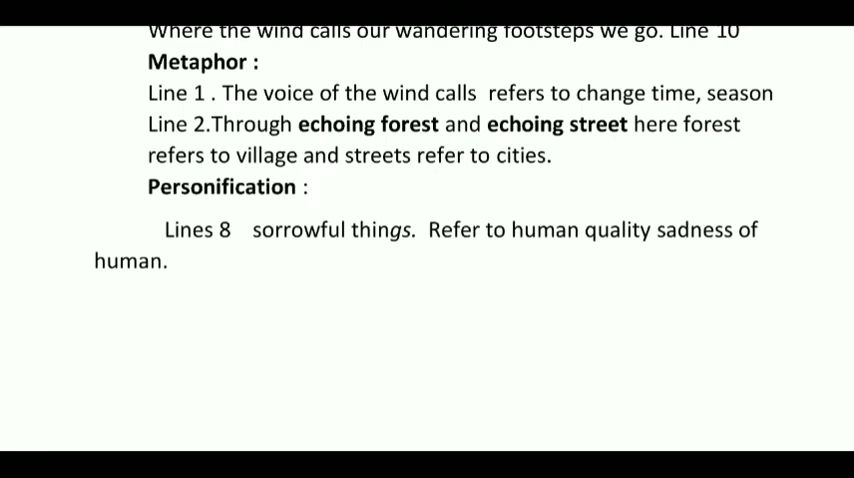 Where the wind calls our wandering footsteps we go. Line 10
Metaphor :
Line 1 . The voice of the wind calls refers to change time, season
Line 2.Through echoing forest and echoing street here forest
refers to village and streets refer to cities.
Personification :
Lines 8 sorrowful things. Refer to human quality sadness of
human.